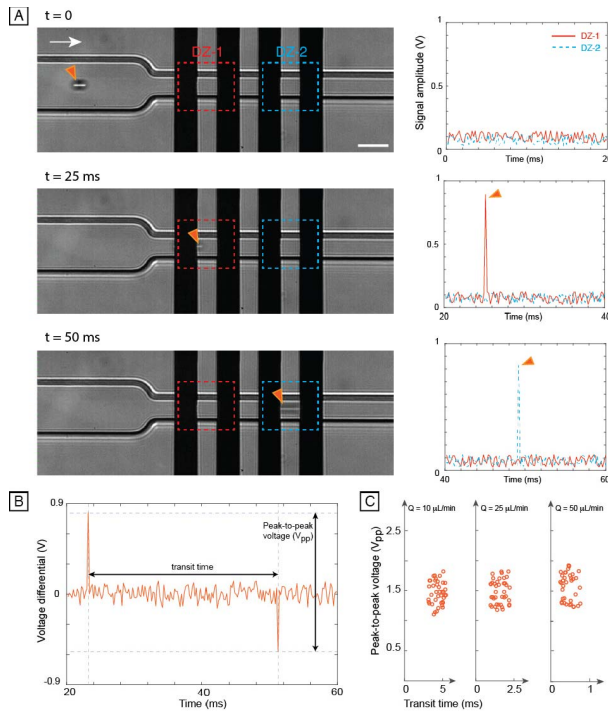 A
t = 0
DZ-1
DZ-2
DZ-1
DZ-2
Signal amplitude (V)
1
0.5
0
0
Time (ms)
20
t = 25 ms
1
0.5
0
20
Time (ms)
40
t = 50 ms
1
0.5
0
40
Time (ms)
60
B
0.9
0
-0.9
Voltage differential (V)
transit time
Peak-to-peak
voltage (Vpp)
20
40
60
Time (ms)
C
Q = 10 µL/min
Q = 25 µL/min
Q = 50 µL/min
Peak-to-peak voltage (Vpp)
2.5
1.5
0.5
0
5
0
2.5
0
1
Transit time (ms)